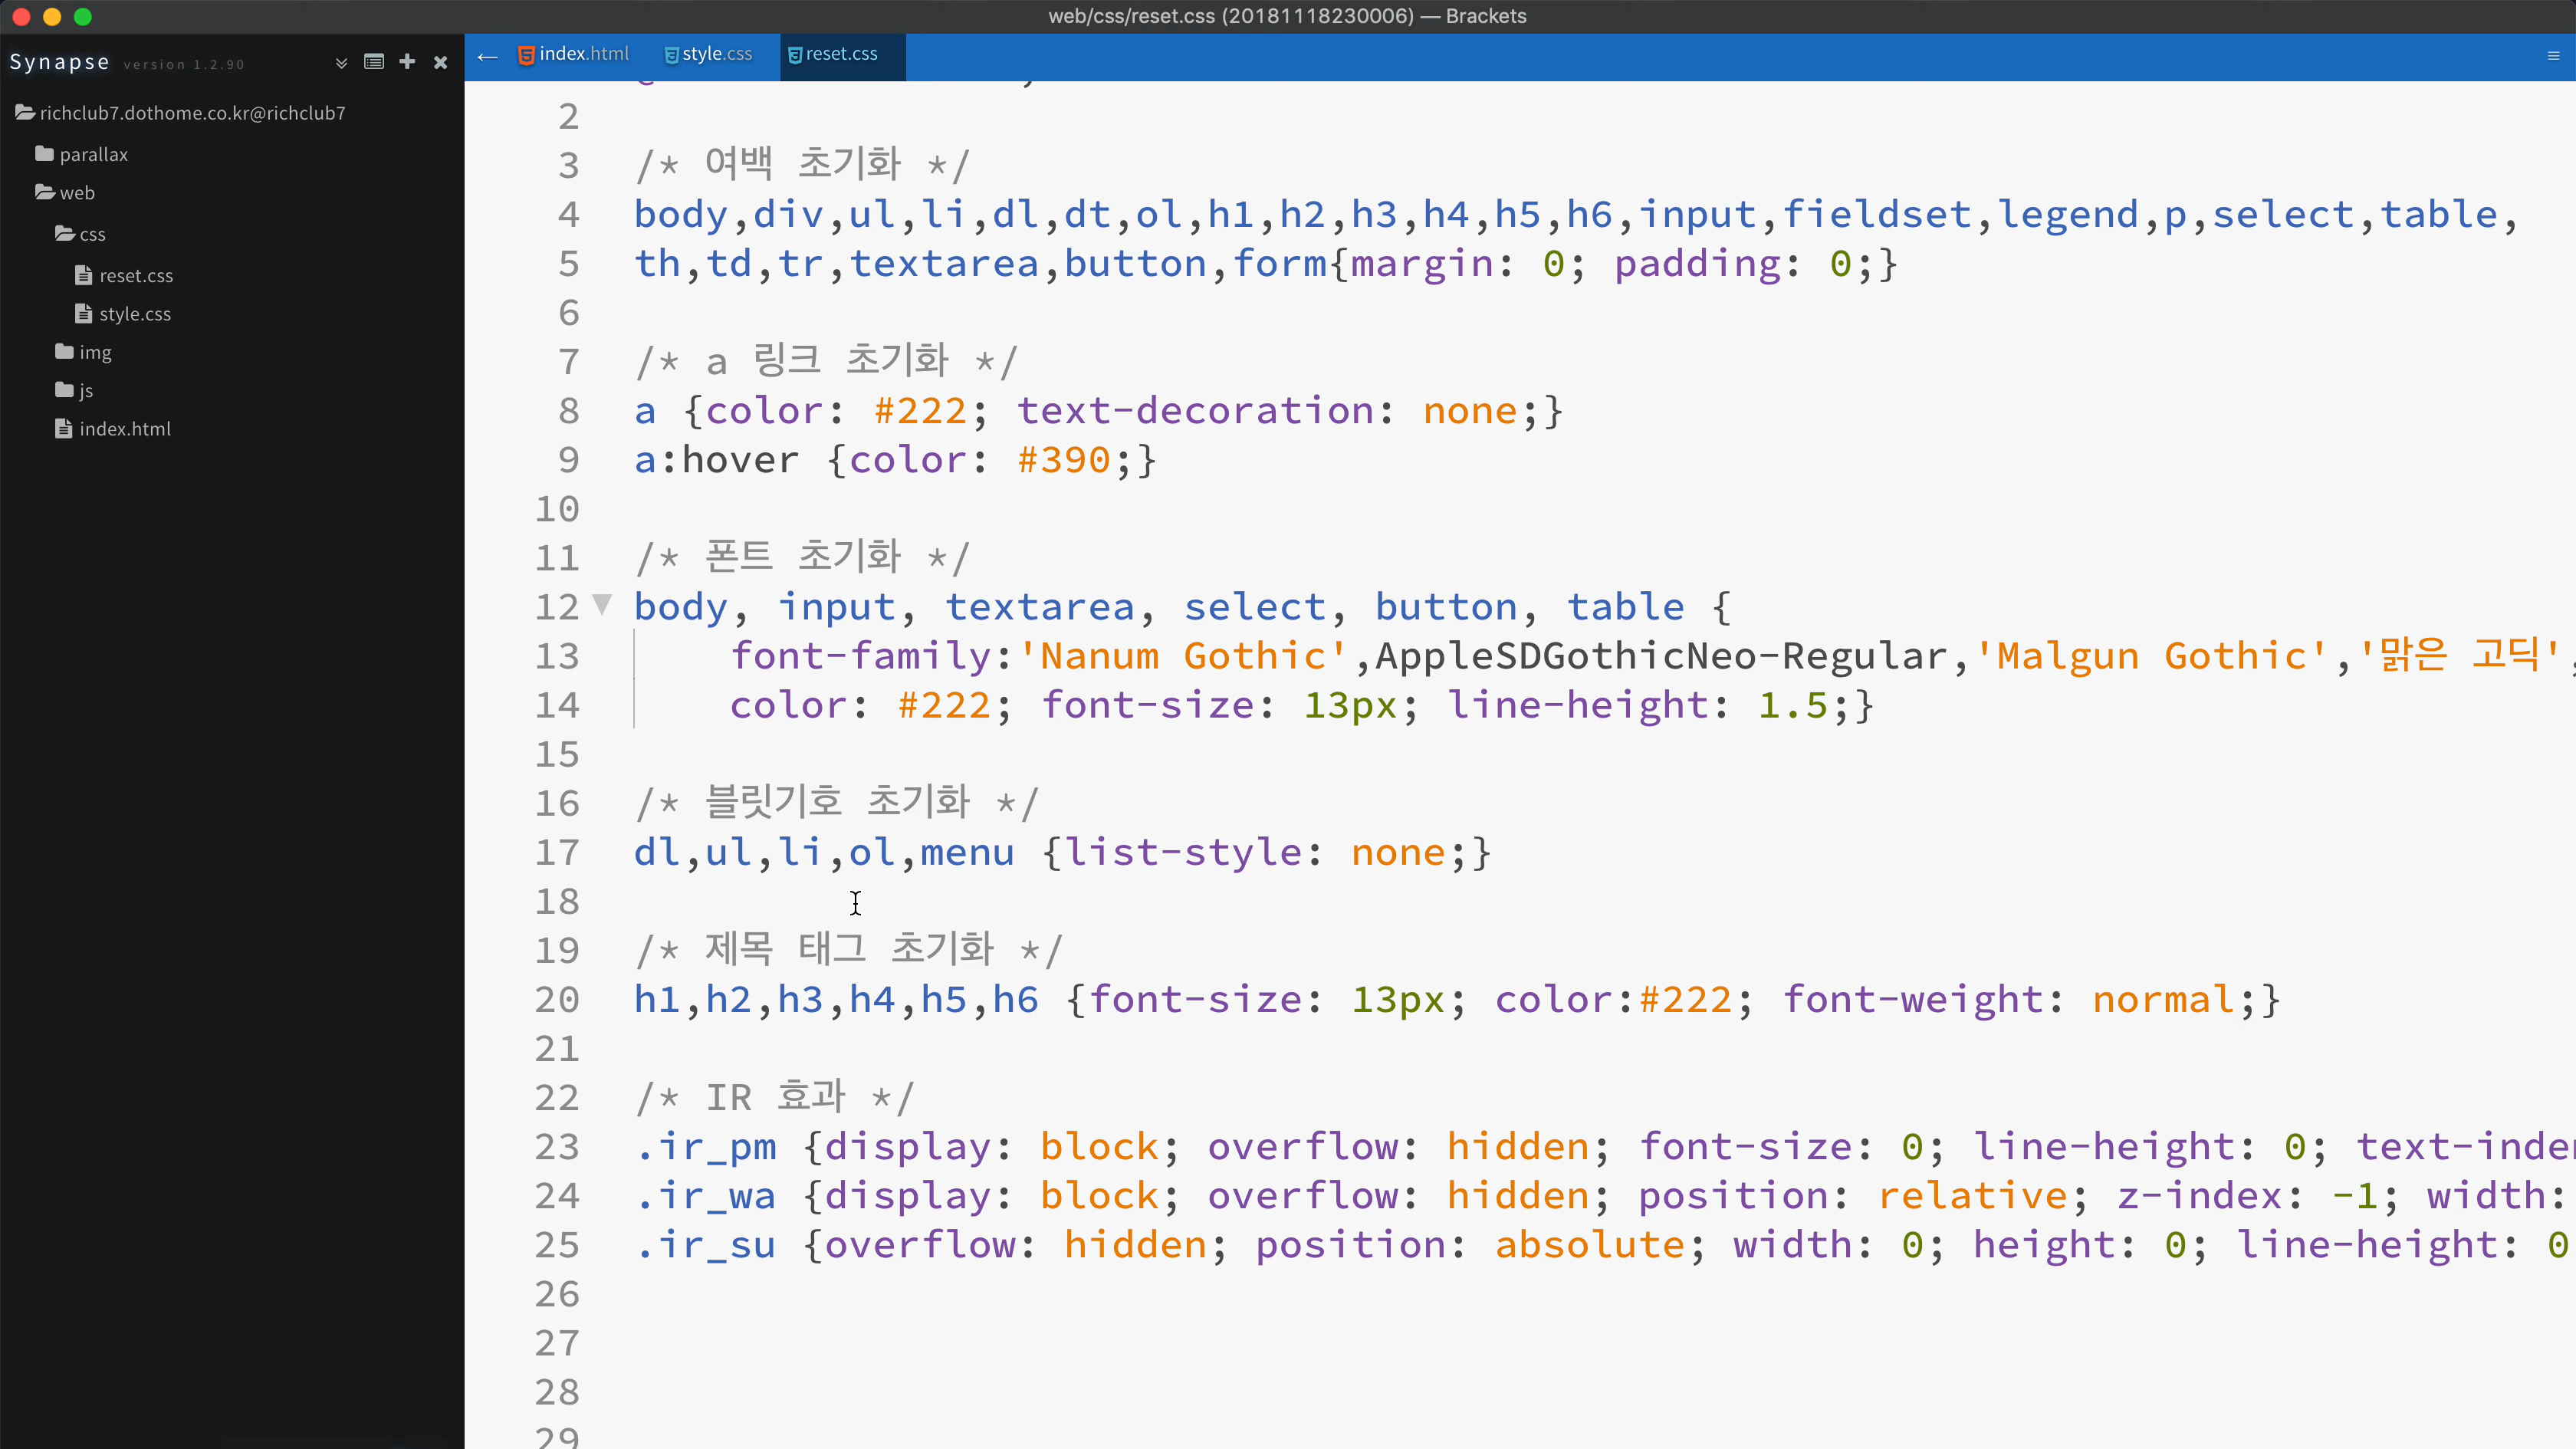 web/css/reset.css (20181118230006) — Brackets
Synapse version 1.2.90
index.html
style.css
reset.css
richclub7.dothome.co.kr@richclub7
parallax
web
css
reset.css
style.css
img
js
index.html
2
3 /* 여백 초기화 */
4 body,div,ul,li,dl,dt,ol,h1,h2,h3,h4,h5,h6,input,fieldset,legend,p,select,table,
5 th,td,tr,textarea,button,form{margin: 0; padding: 0;}
6
7 /* a 링크 초기화 */
8 a {color: #222; text-decoration: none;}
9 a:hover {color: #390;}
10
11 /* 폰트 초기화 */
12 body, input, textarea, select, button, table {
13 font-family:'Nanum Gothic',AppleSDGothicNeo-Regular,'Malgun Gothic','맑은 고딕',
14 color: #222; font-size: 13px; line-height: 1.5;}
15
16 /* 블릿기호 초기화 */
17 dl,ul,li,ol,menu {list-style: none;}
18
19 /* 제목 태그 초기화 */
20 h1,h2,h3,h4,h5,h6 {font-size: 13px; color:#222; font-weight: normal;}
21
22 /* IR 효과 */
23 .ir_pm {display: block; overflow: hidden; font-size: 0; line-height: 0; text-inde
24 .ir_wa {display: block; overflow: hidden; position: relative; z-index: -1; width:
25 .ir_su {overflow: hidden; position: absolute; width: 0; height: 0; line-height: 0
26
27
28
29